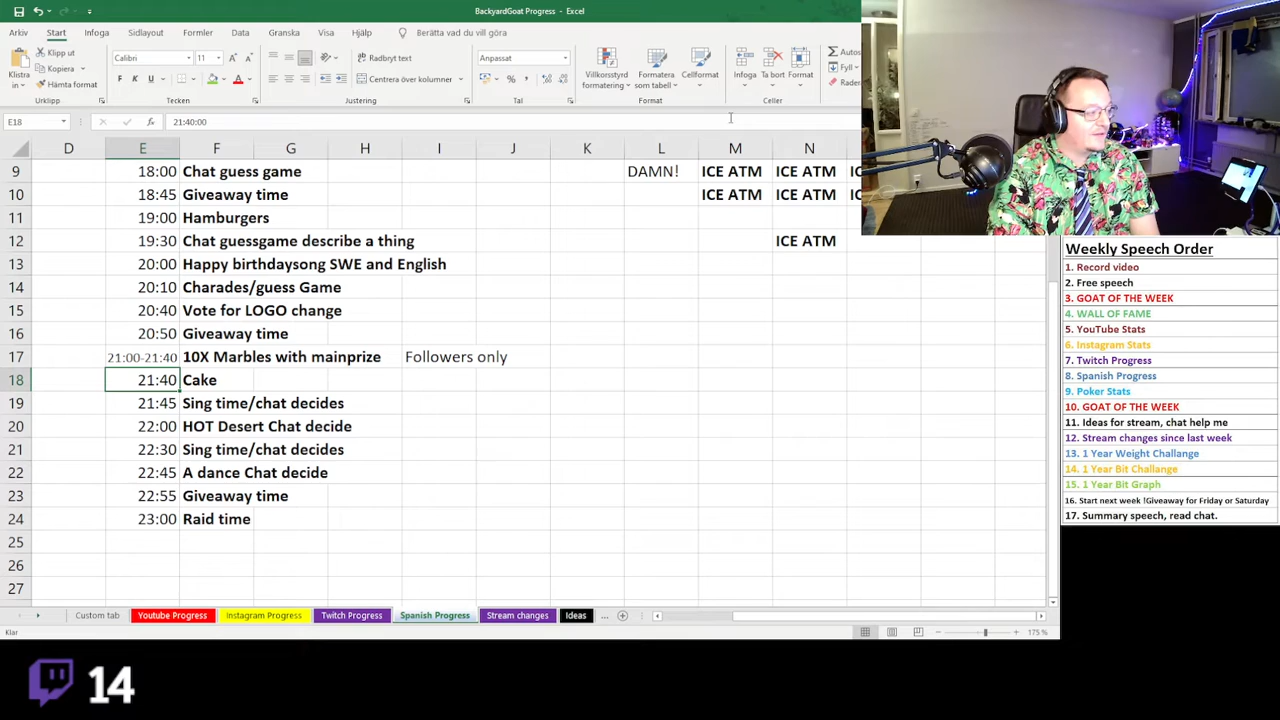 BackyardGoat Progress - Excel
Arkiv Start Infoga Sidlayout Formler Data Granska Visa Hjälp Berätta vad du vill göra
Klistra in
Klipp ut
Kopiera
Hämta format
Urklipp
Calibri 11
F K U
Tecken
Radbryt text
Centrera över kolumner
Justering
Anpassat
Tal
Villkorsstyrd formatering
Formatera som tabell
Cellformat
Format
Infoga Ta bort Format
Celler
Autos
Fyll
Rader
E18 fx 21:40:00
D E F G H I J K L M N
9 18:00 Chat guess game DAMN! ICE ATM ICE ATM IC
10 18:45 Giveaway time ICE ATM ICE ATM IC
11 19:00 Hamburgers
12 19:30 Chat guessgame describe a thing ICE ATM
13 20:00 Happy birthdaysong SWE and English
14 20:10 Charades/guess Game
15 20:40 Vote for LOGO change
16 20:50 Giveaway time
17 21:00-21:40 10X Marbles with mainprize Followers only
18 21:40 Cake
19 21:45 Sing time/chat decides
20 22:00 HOT Desert Chat decide
21 22:30 Sing time/chat decides
22 22:45 A dance Chat decide
23 22:55 Giveaway time
24 23:00 Raid time
25
26
27
Custom tab Youtube Progress Instagram Progress Twitch Progress Spanish Progress Stream changes Ideas ...
Klar
175 %
14
Weekly Speech Order
1. Record video
2. Free speech
3. GOAT OF THE WEEK
4. WALL OF FAME
5. YouTube Stats
6. Instagram Stats
7. Twitch Progress
8. Spanish Progress
9. Poker Stats
10. GOAT OF THE WEEK
11. Ideas for stream, chat help me
12. Stream changes since last week
13. 1 Year Weight Challange
14. 1 Year Bit Challange
15. 1 Year Bit Graph
16. Start next week !Giveaway for Friday or Saturday
17. Summary speech, read chat.